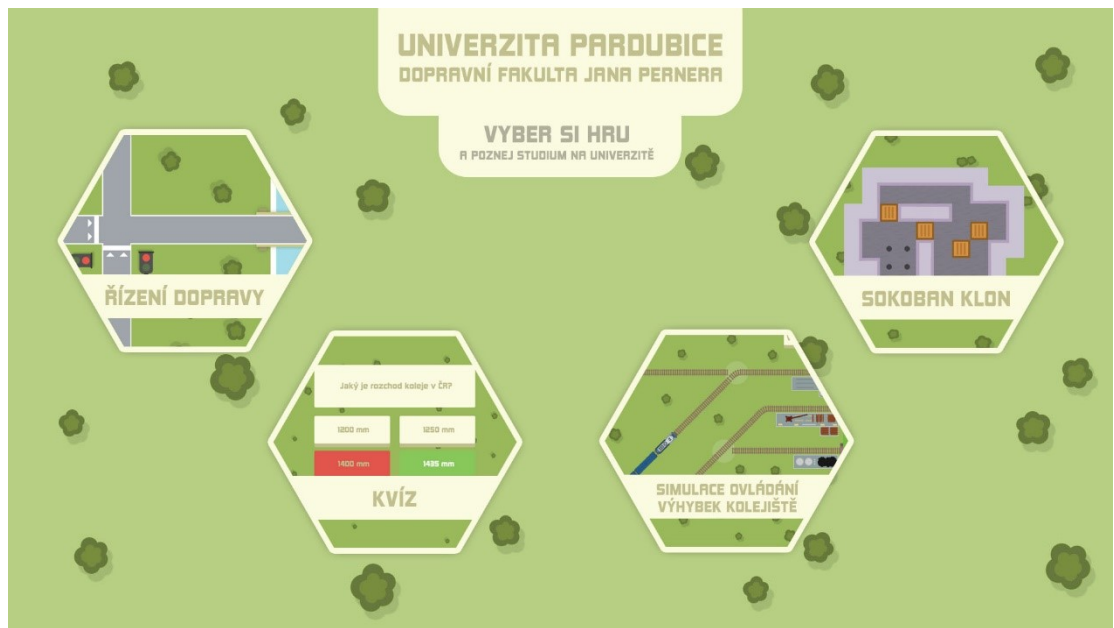 UNIVERZITA PARDUBICE
DOPRAVNÍ FAKULTA JANA PERNERA
VYBER SI HRU
A POZNEJ STUDIUM NA UNIVERZITĚ
ŘÍZENÍ DOPRAVY
SOKOBAN KLON
Jaký je rozchod koleje v ČR?
1200 mm
1250 mm
1400 mm
1435 mm
KVÍZ
SIMULACE OVLÁDÁNÍ
VÝHYBEK KOLEJIŠTĚ